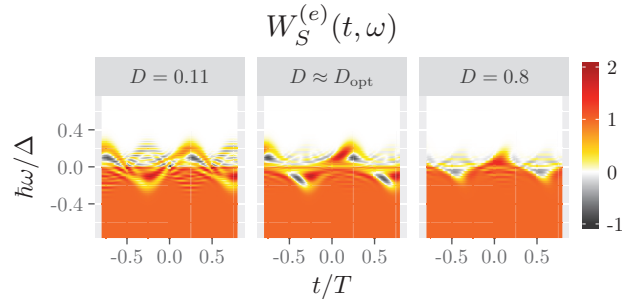 W_S^{(e)}(t, ω)
D = 0.11
D ≈ D_opt
D = 0.8
ħω/Δ
0.4
0.0
-0.4
-0.5 0.0 0.5
-0.5 0.0 0.5
-0.5 0.0 0.5
t/T
2
1
0
-1